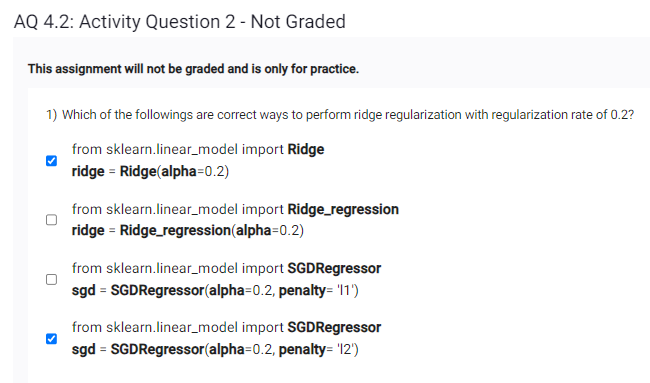 AQ 4.2: Activity Question 2 - Not Graded
This assignment will not be graded and is only for practice.
1) Which of the followings are correct ways to perform ridge regularization with regularization rate of 0.2?
from sklearn.linear_model import Ridge
ridge = Ridge(alpha=0.2)
from sklearn.linear_model import Ridge_regression
ridge = Ridge_regression(alpha=0.2)
from sklearn.linear_model import SGDRegressor
sgd = SGDRegressor(alpha=0.2, penalty= 'l1')
from sklearn.linear_model import SGDRegressor
sgd = SGDRegressor(alpha=0.2, penalty= 'l2')